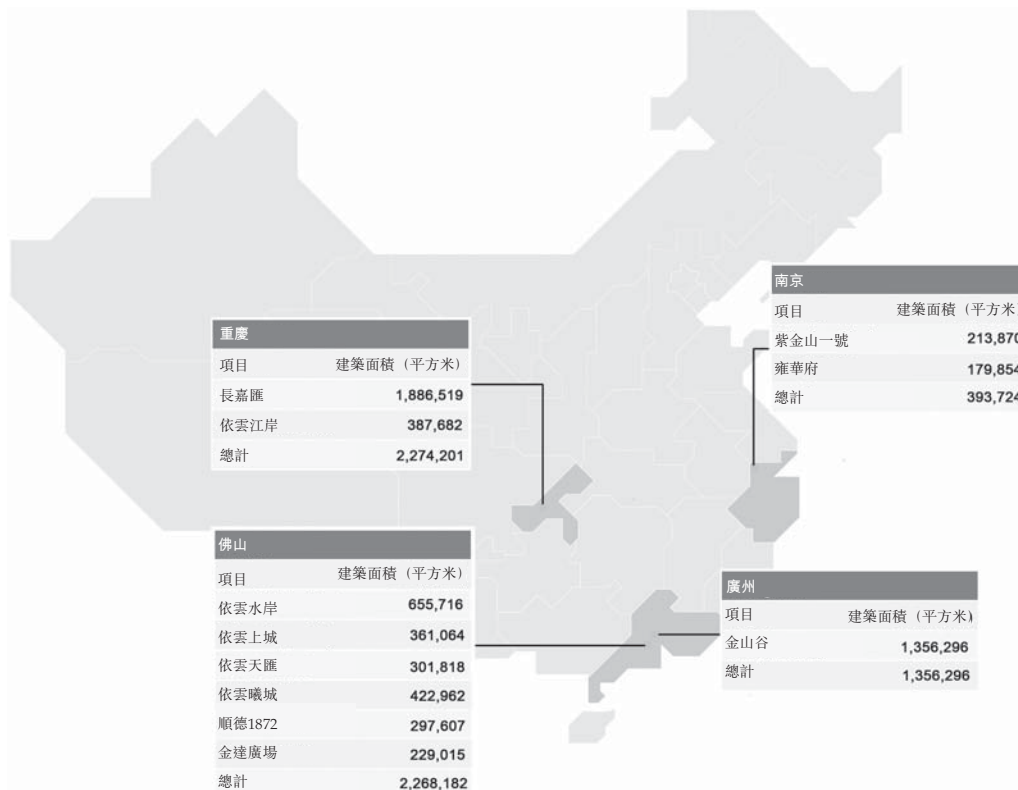 南京
項目 建築面積（平方米）
紫金山一號 213,870
雍華府 179,854
總計 393,724
重慶
項目 建築面積（平方米）
長嘉匯 1,886,519
依雲江岸 387,682
總計 2,274,201
佛山
項目 建築面積（平方米）
依雲水岸 655,716
依雲上城 361,064
依雲天匯 301,818
依雲曦城 422,962
順德1872 297,607
金達廣場 229,015
總計 2,268,182
廣州
項目 建築面積（平方米）
金山谷 1,356,296
總計 1,356,296